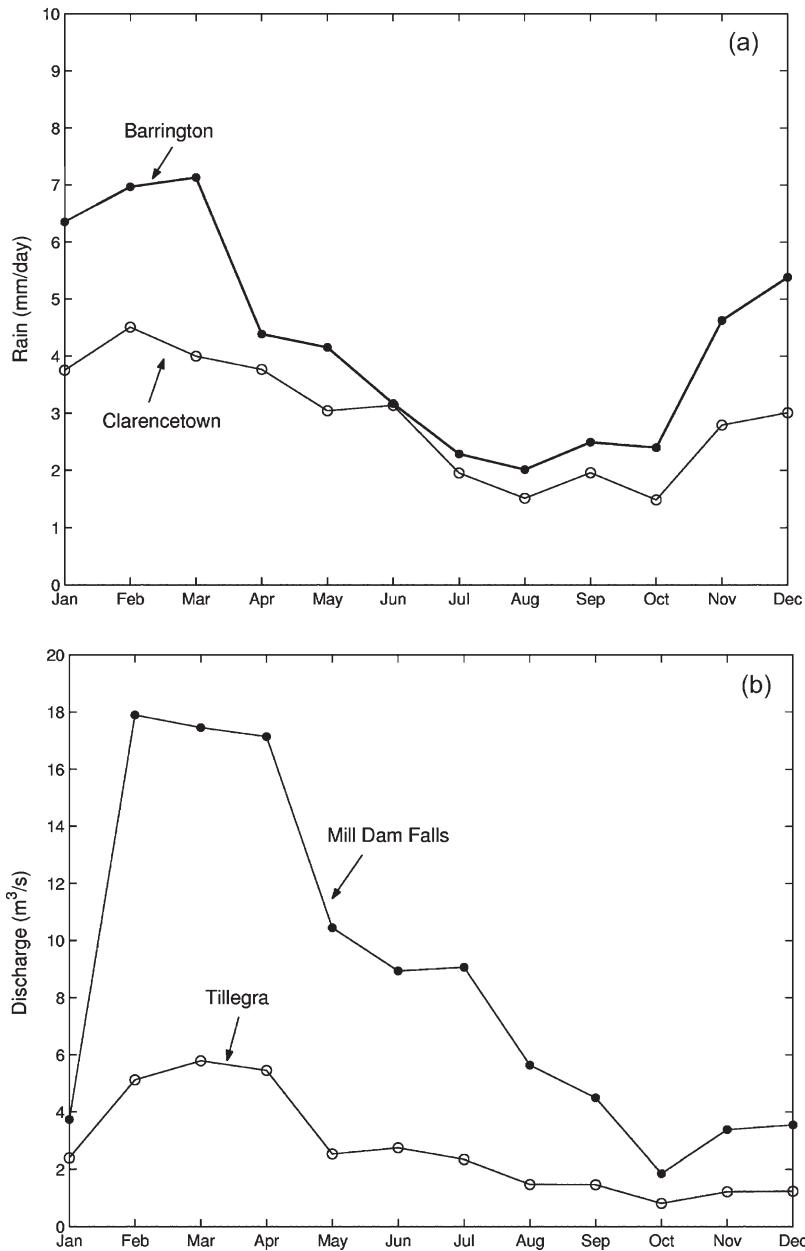 (a)
10
9
8
7
6
5
4
3
2
1
0
Rain (mm/day)
Barrington
Clarencetown
Jan Feb Mar Apr May Jun Jul Aug Sep Oct Nov Dec
(b)
20
18
16
14
12
10
8
6
4
2
0
Discharge (m³/s)
Mill Dam Falls
Tillegra
Jan Feb Mar Apr May Jun Jul Aug Sep Oct Nov Dec